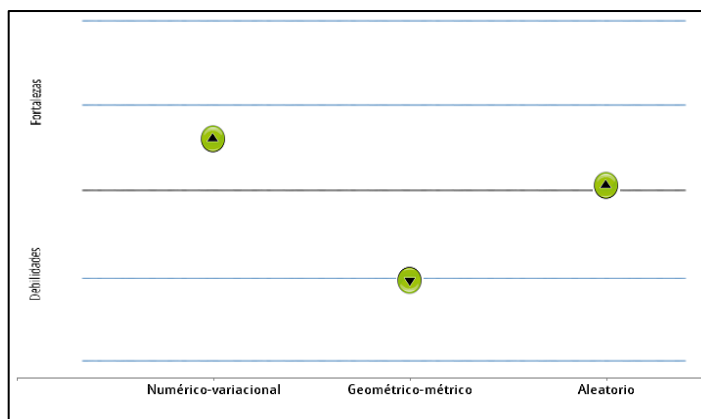 Fortalezas
Debilidades
Numérico-variacional
Geométrico-métrico
Aleatorio